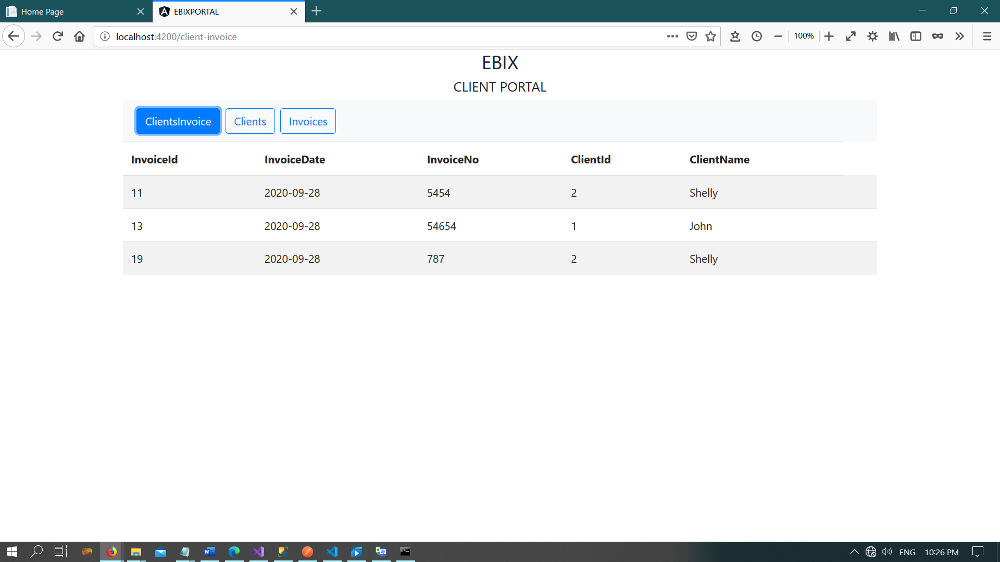 Home Page
EBIXPORTAL
localhost:4200/client-invoice
100%
EBIX
CLIENT PORTAL
ClientsInvoice Clients Invoices
InvoiceId InvoiceDate InvoiceNo ClientId ClientName
11 2020-09-28 5454 2 Shelly
13 2020-09-28 54654 1 John
19 2020-09-28 787 2 Shelly
ENG 10:26 PM